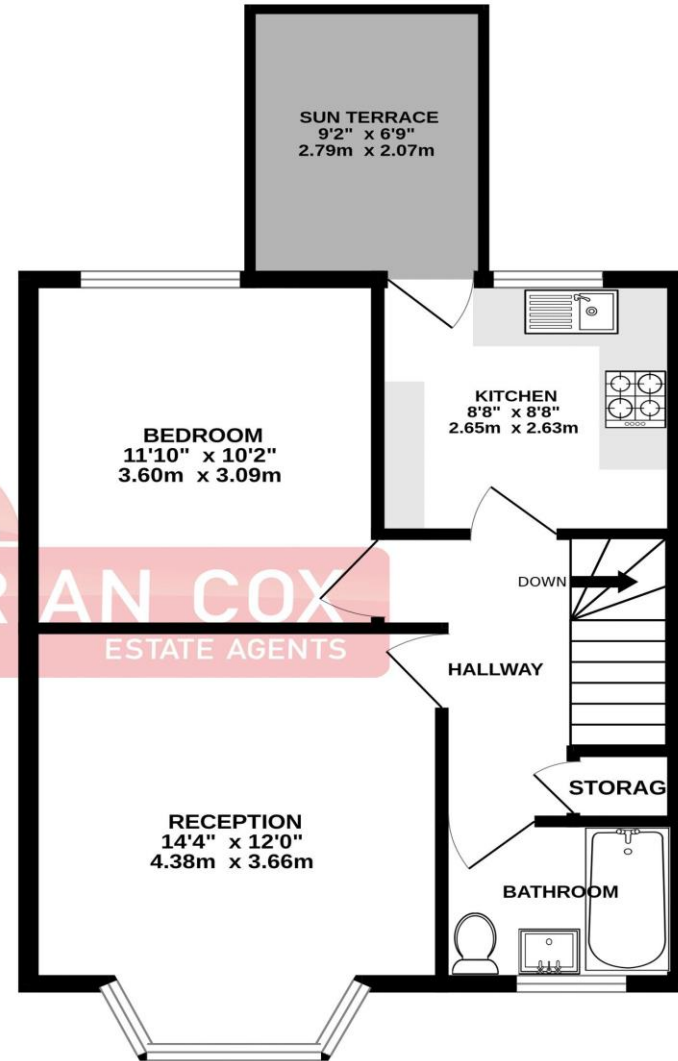 SUN TERRACE
9'2" x 6'9"
2.79m x 2.07m
KITCHEN
8'8" x 8'8"
2.65m x 2.63m
BEDROOM
11'10" x 10'2"
3.60m x 3.09m
DOWN
AN COX
ESTATE AGENTS
HALLWAY
STORAG
RECEPTION
14'4" x 12'0"
4.38m x 3.66m
BATHROOM